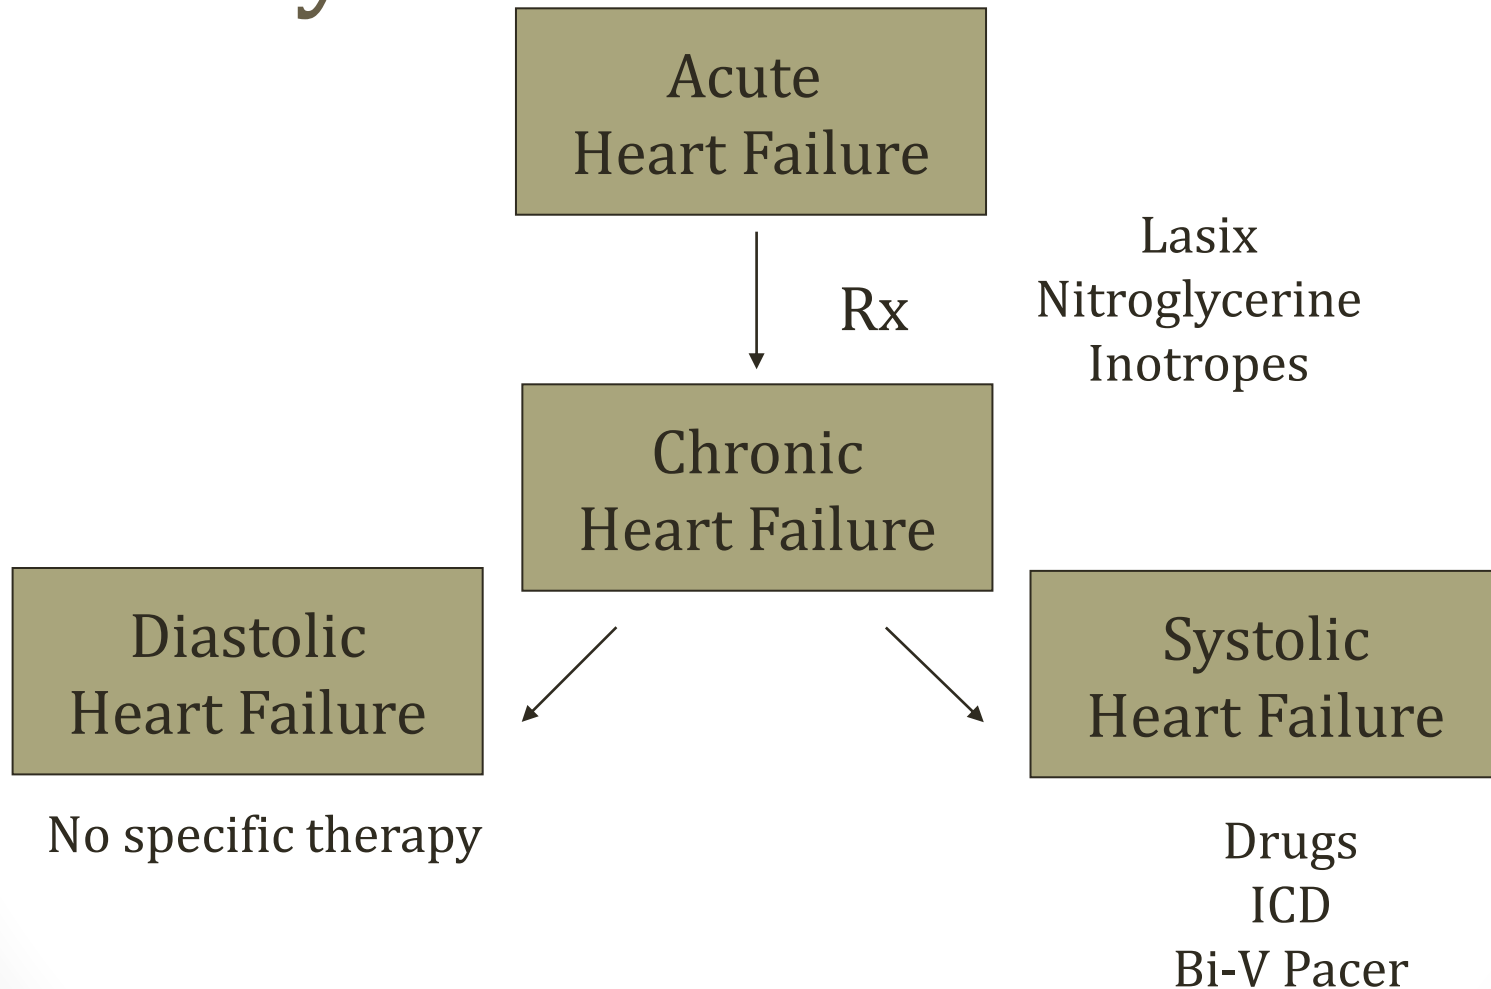 Acute
Heart Failure
Rx
Lasix
Nitroglycerine
Inotropes
Chronic
Heart Failure
Diastolic
Heart Failure
No specific therapy
Systolic
Heart Failure
Drugs
ICD
Bi-V Pacer